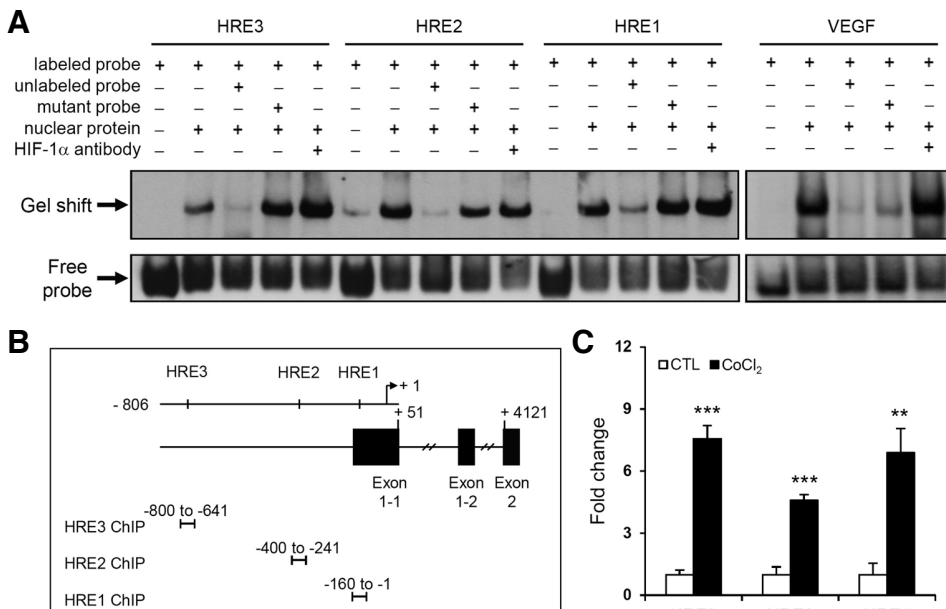 A
HRE3 HRE2 HRE1 VEGF
labeled probe + + + + + + + + + + + + + + + + + + + +
unlabeled probe – – + – – – – + – – – – + – – – – + – –
mutant probe – – – + – – – – + – – – – + – – – – + –
nuclear protein – + + + + – + + + + – + + + + – + + + +
HIF-1α antibody – – – – + – – – – + – – – – + – – – – +
Gel shift
Free
probe
B
HRE3 HRE2 HRE1
+ 1
- 806
+ 51 + 4121
Exon Exon Exon
1-1 1-2 2
-800 to -641
HRE3 ChIP
-400 to -241
HRE2 ChIP
-160 to -1
HRE1 ChIP
C
12
CTL CoCl₂
9
***
**
6
***
Fold change
3
0